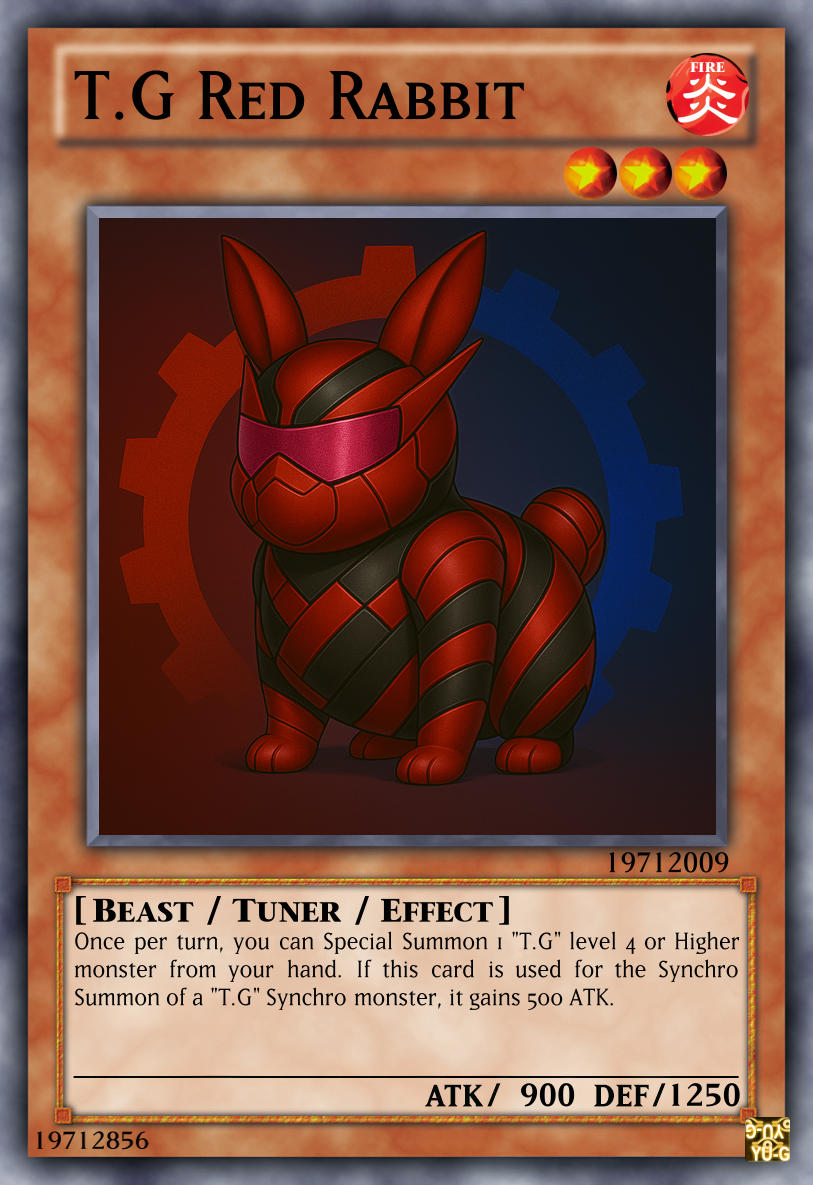 T.G Red Rabbit
FIRE
炎
19712009
[ Beast / Tuner / Effect ]
Once per turn, you can Special Summon 1 "T.G" level 4 or Higher
monster from your hand. If this card is used for the Synchro
Summon of a "T.G" Synchro monster, it gains 500 ATK.
ATK/ 900 DEF/1250
19712856
YU-G
YU-G